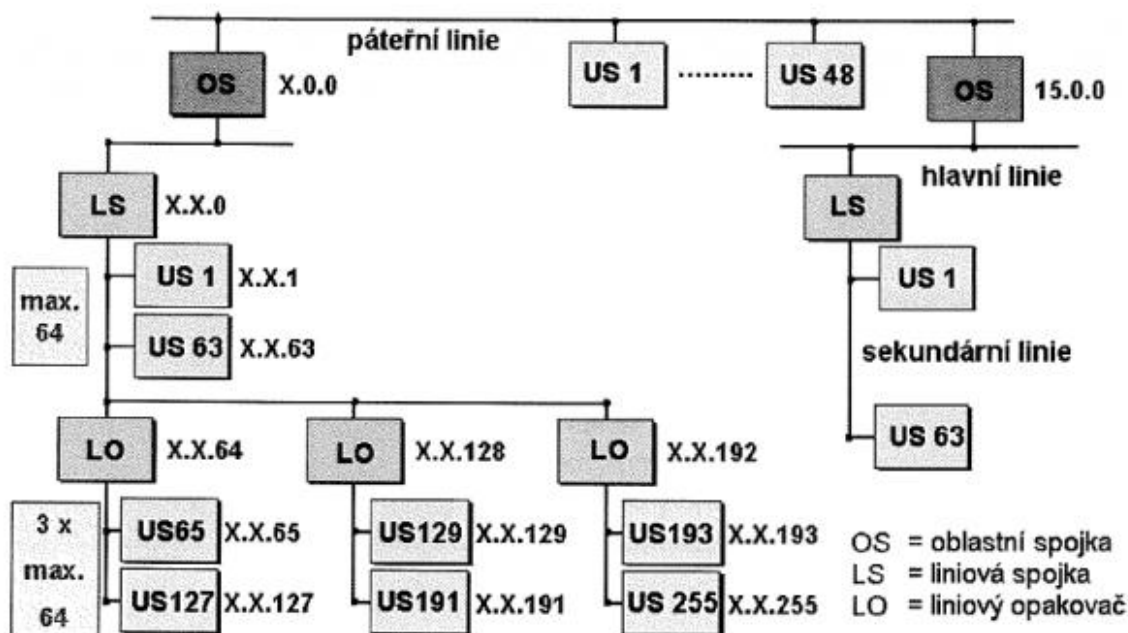 páteřní linie
OS X.0.0
US 1 ........ US 48
OS 15.0.0
hlavní linie
LS X.X.0
LS
US 1 X.X.1
US 1
max.
64
US 63 X.X.63
sekundární linie
US 63
LO X.X.64
LO X.X.128
LO X.X.192
3 x
max.
64
US65 X.X.65
US129 X.X.129
US193 X.X.193
US127 X.X.127
US191 X.X.191
US 255 X.X.255
OS = oblastní spojka
LS = liniová spojka
LO = liniový opakovač